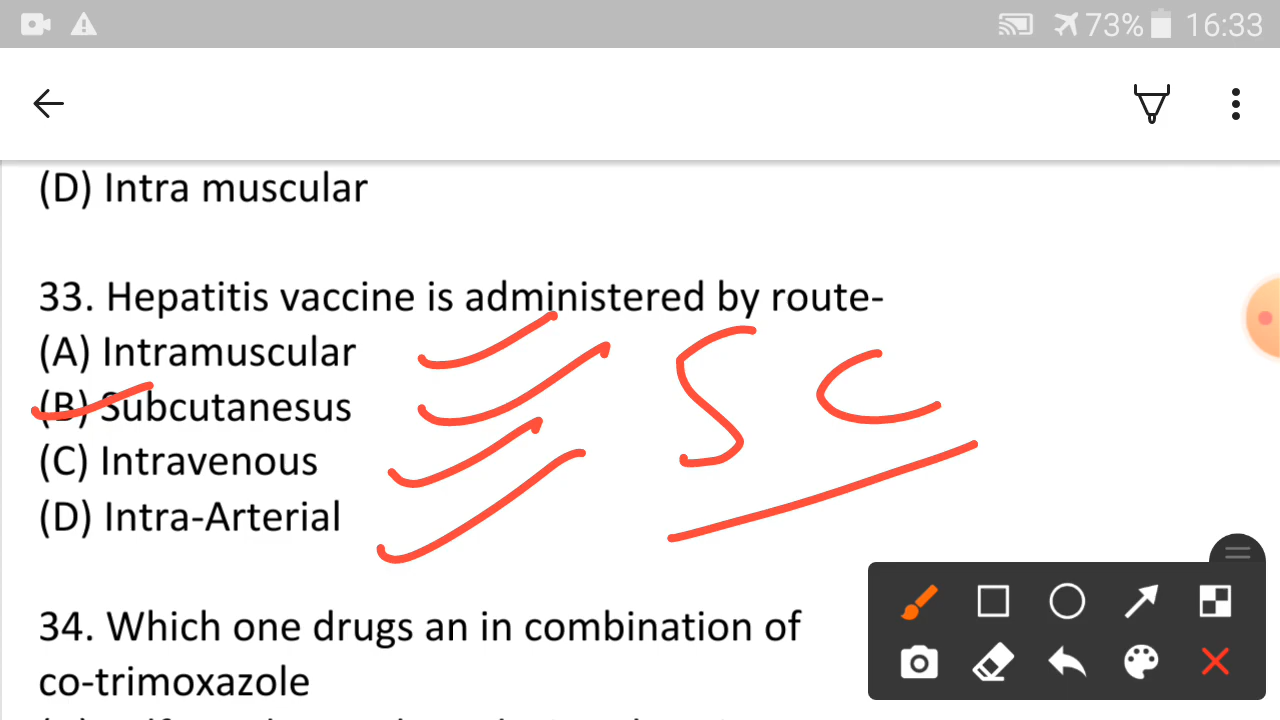 73% 16:33
(D) Intra muscular
33. Hepatitis vaccine is administered by route-
(A) Intramuscular
(B) Subcutanesus
(C) Intravenous
(D) Intra-Arterial
S C
34. Which one drugs an in combination of
co-trimoxazole